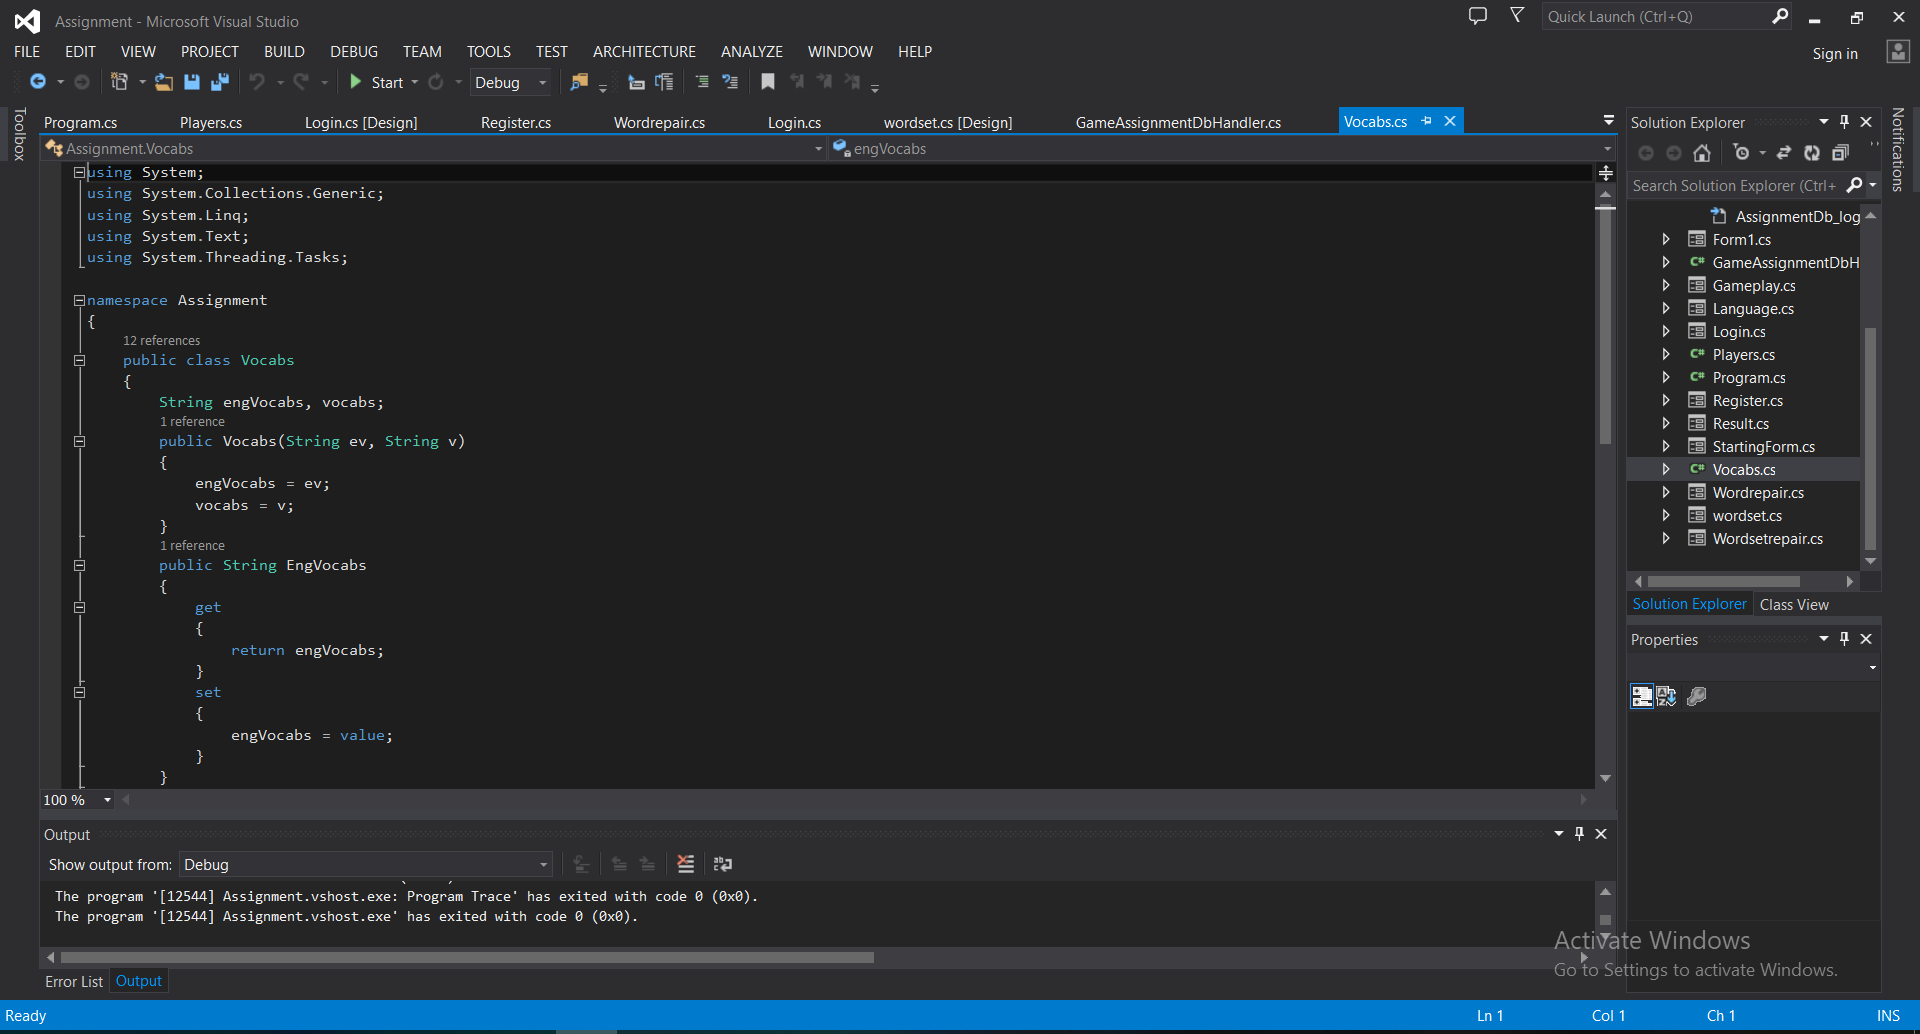 Assignment - Microsoft Visual Studio
Quick Launch (Ctrl+Q)
FILE EDIT VIEW PROJECT BUILD DEBUG TEAM TOOLS TEST ARCHITECTURE ANALYZE WINDOW HELP
Sign in
Start Debug
Toolbox
Program.cs Players.cs Login.cs [Design] Register.cs Wordrepair.cs Login.cs wordset.cs [Design] GameAssignmentDbHandler.cs Vocabs.cs
Assignment.Vocabs engVocabs
using System;
using System.Collections.Generic;
using System.Linq;
using System.Text;
using System.Threading.Tasks;
namespace Assignment
{
12 references
public class Vocabs
{
String engVocabs, vocabs;
1 reference
public Vocabs(String ev, String v)
{
engVocabs = ev;
vocabs = v;
}
1 reference
public String EngVocabs
{
get
{
return engVocabs;
}
set
{
engVocabs = value;
}
}
100 %
Output
Show output from: Debug
The program '[12544] Assignment.vshost.exe: Program Trace' has exited with code 0 (0x0).
The program '[12544] Assignment.vshost.exe' has exited with code 0 (0x0).
Error List Output
Solution Explorer
Search Solution Explorer (Ctrl+
AssignmentDb_log
Form1.cs
GameAssignmentDbH
Gameplay.cs
Language.cs
Login.cs
Players.cs
Program.cs
Register.cs
Result.cs
StartingForm.cs
Vocabs.cs
Wordrepair.cs
wordset.cs
Wordsetrepair.cs
Solution Explorer Class View
Properties
Notifications
Activate Windows
Go to Settings to activate Windows.
Ready Ln 1 Col 1 Ch 1 INS